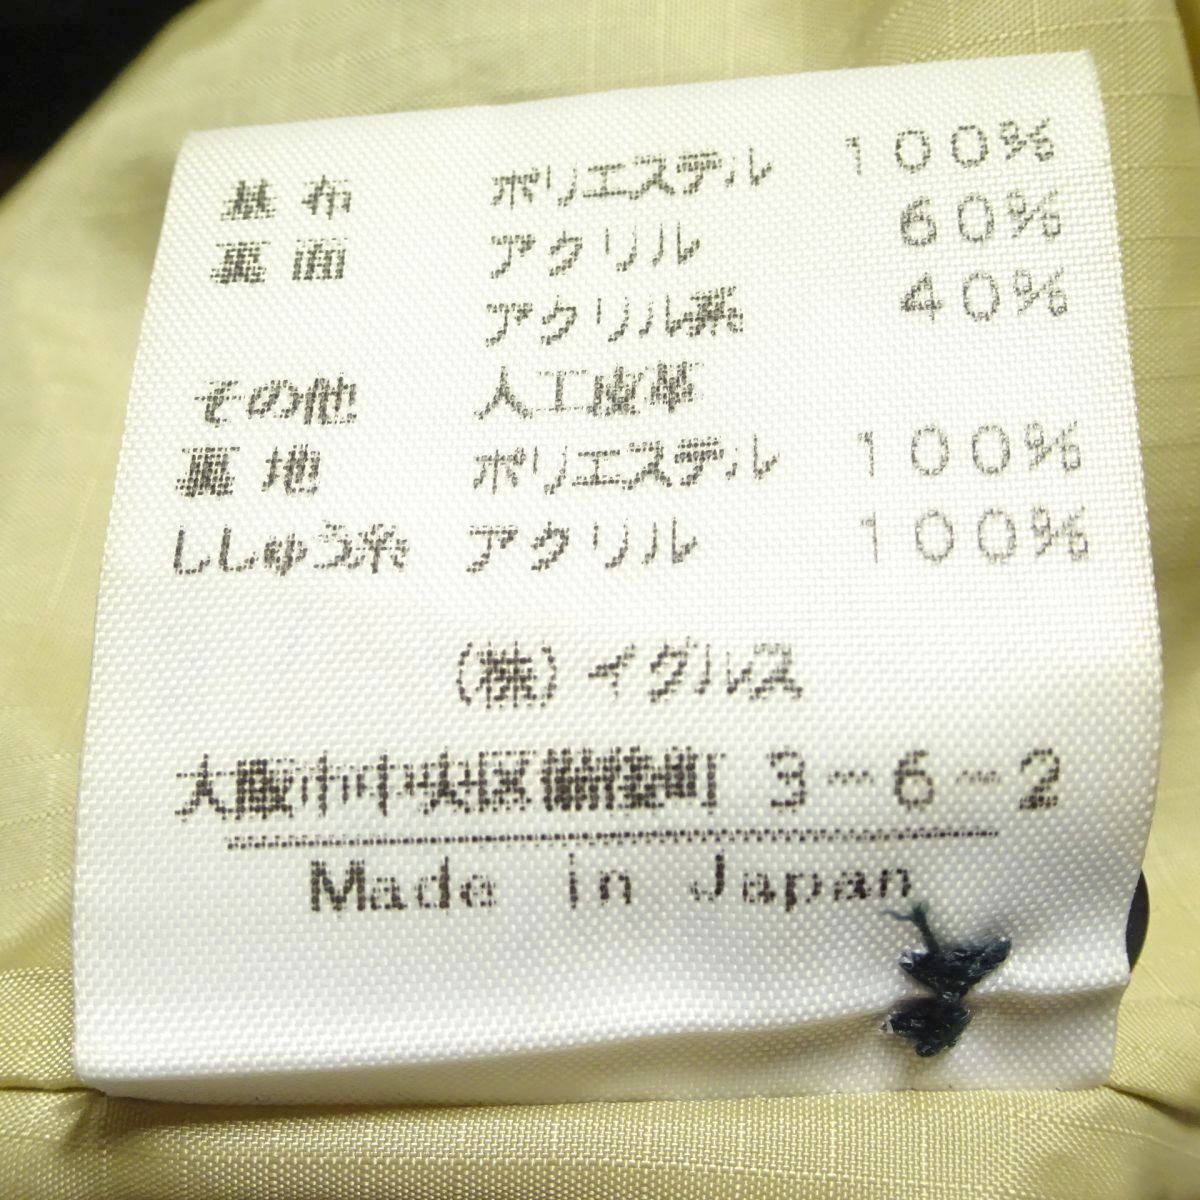 基布 ポリエステル 100%
裏面 アクリル 60%
アクリル系 40%
その他 人工皮革
裏地 ポリエステル 100%
ししゅう糸 アクリル 100%
(株)イグルス
大阪市中央区備後町3-6-2
Made in Japan